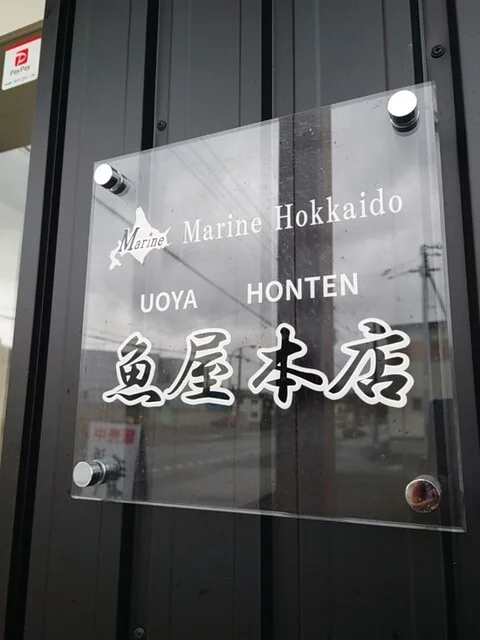 PayPay
Marine Marine Hokkaido
UOYA HONTEN
魚屋本店